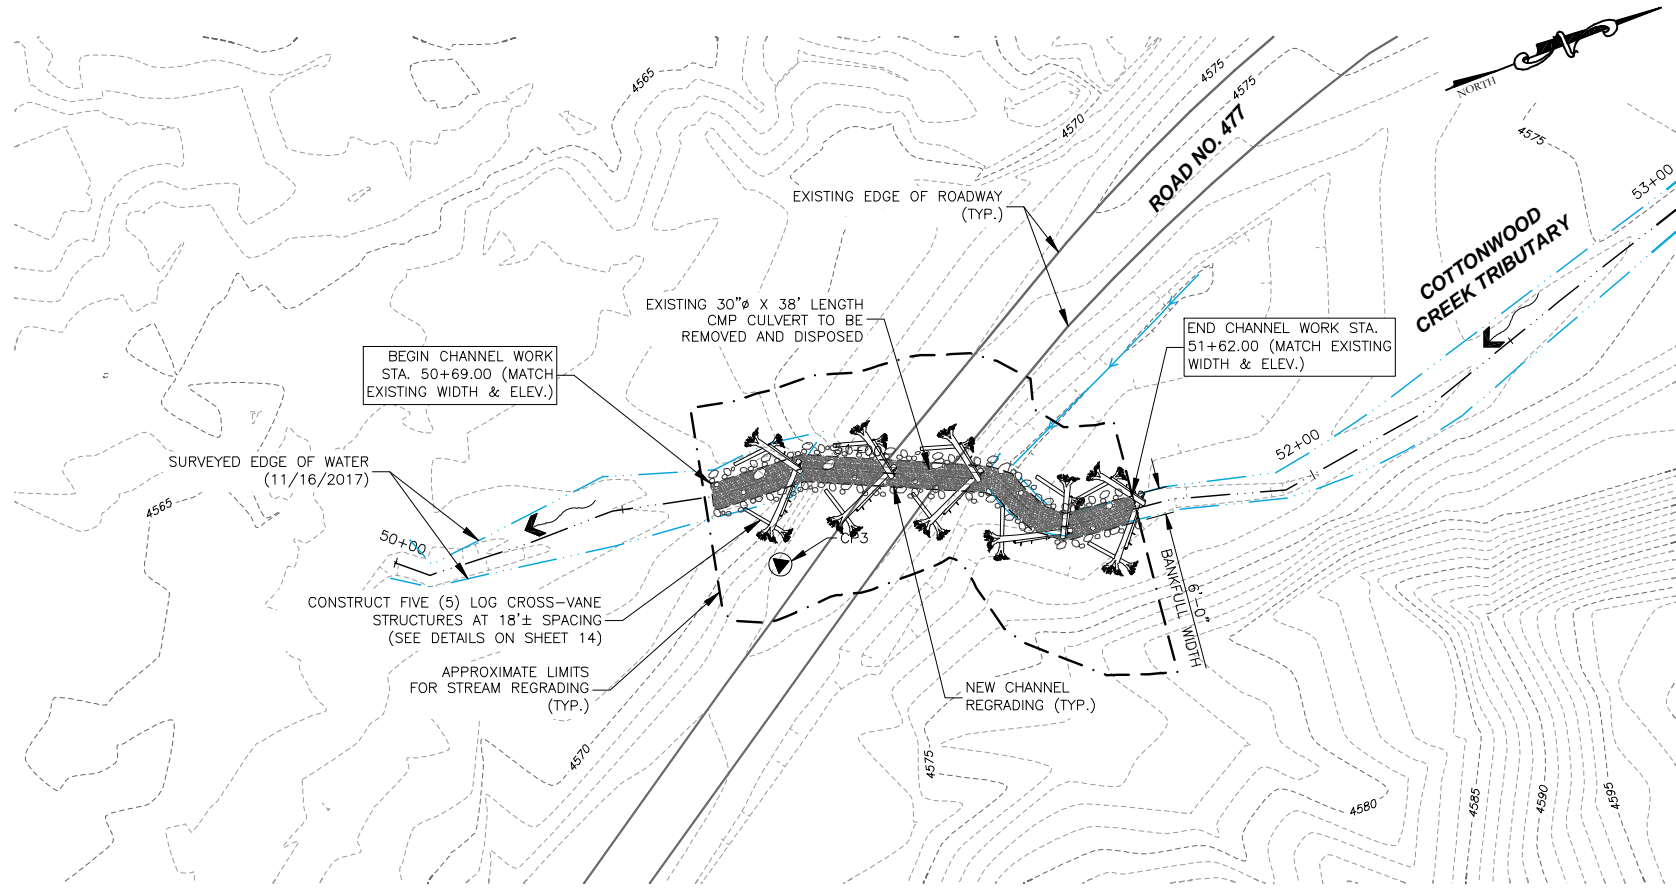 NORTH
4565
4575
4575
4570
4575
ROAD NO. 477
53+00
EXISTING EDGE OF ROADWAY
(TYP.)
COTTONWOOD
CREEK TRIBUTARY
EXISTING 30"ø X 38' LENGTH
CMP CULVERT TO BE
REMOVED AND DISPOSED
END CHANNEL WORK STA.
51+62.00 (MATCH EXISTING
WIDTH & ELEV.)
BEGIN CHANNEL WORK
STA. 50+69.00 (MATCH
EXISTING WIDTH & ELEV.)
52+00
51+00
SURVEYED EDGE OF WATER
(11/16/2017)
4565
50+00
CP3
6'-0"
BANKFULL WIDTH
CONSTRUCT FIVE (5) LOG CROSS-VANE
STRUCTURES AT 18'± SPACING
(SEE DETAILS ON SHEET 14)
APPROXIMATE LIMITS
FOR STREAM REGRADING
(TYP.)
NEW CHANNEL
REGRADING (TYP.)
4570
4575
4580
4585
4590
4595